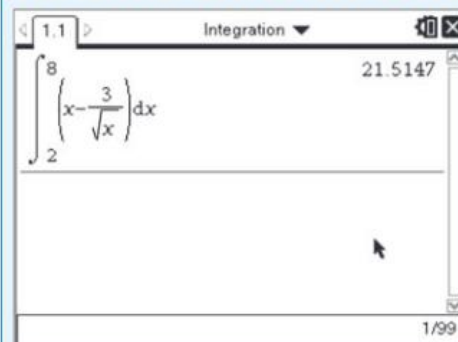 1.1 Integration
8
∫ (x - 3/√x) dx 21.5147
2
1/99